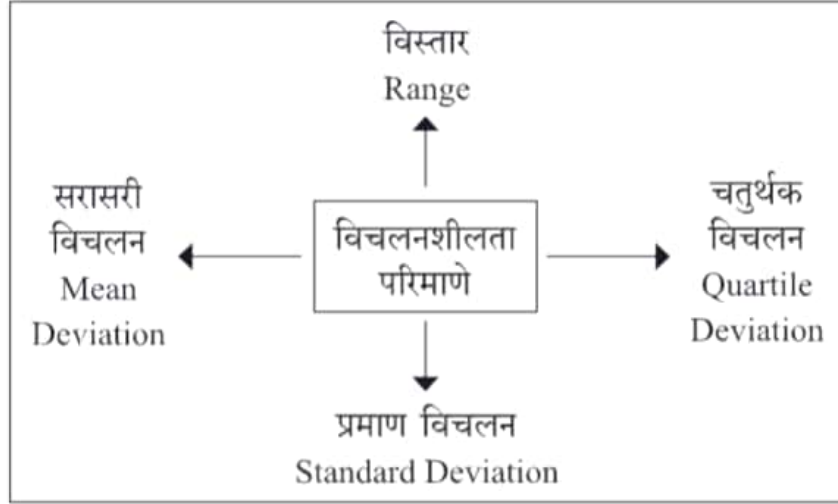 विस्तार
Range
सरासरी
विचलन
Mean
Deviation
विचलनशीलता
परिमाणे
चतुर्थक
विचलन
Quartile
Deviation
प्रमाण विचलन
Standard Deviation